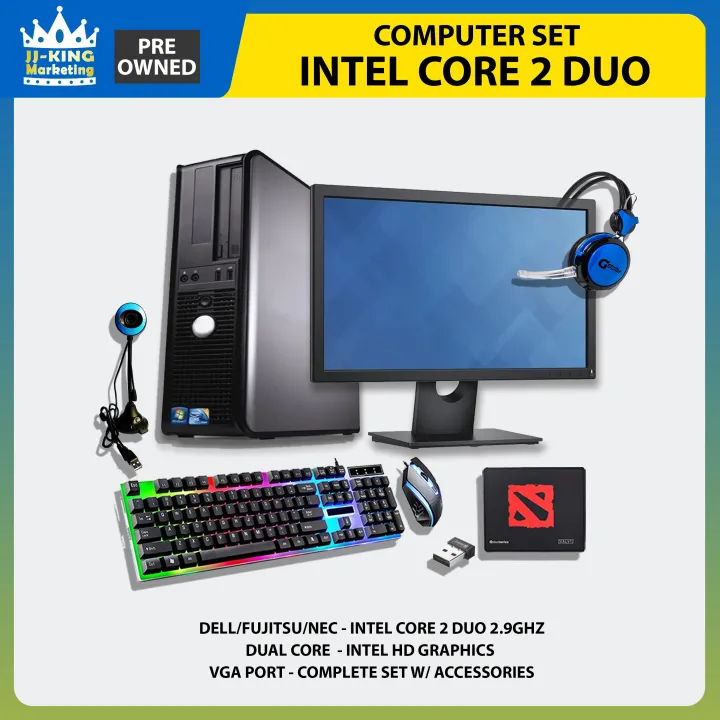 JJ-KING
Marketing
PRE
OWNED
COMPUTER SET
INTEL CORE 2 DUO
DELL/FUJITSU/NEC - INTEL CORE 2 DUO 2.9GHZ
DUAL CORE - INTEL HD GRAPHICS
VGA PORT - COMPLETE SET W/ ACCESSORIES